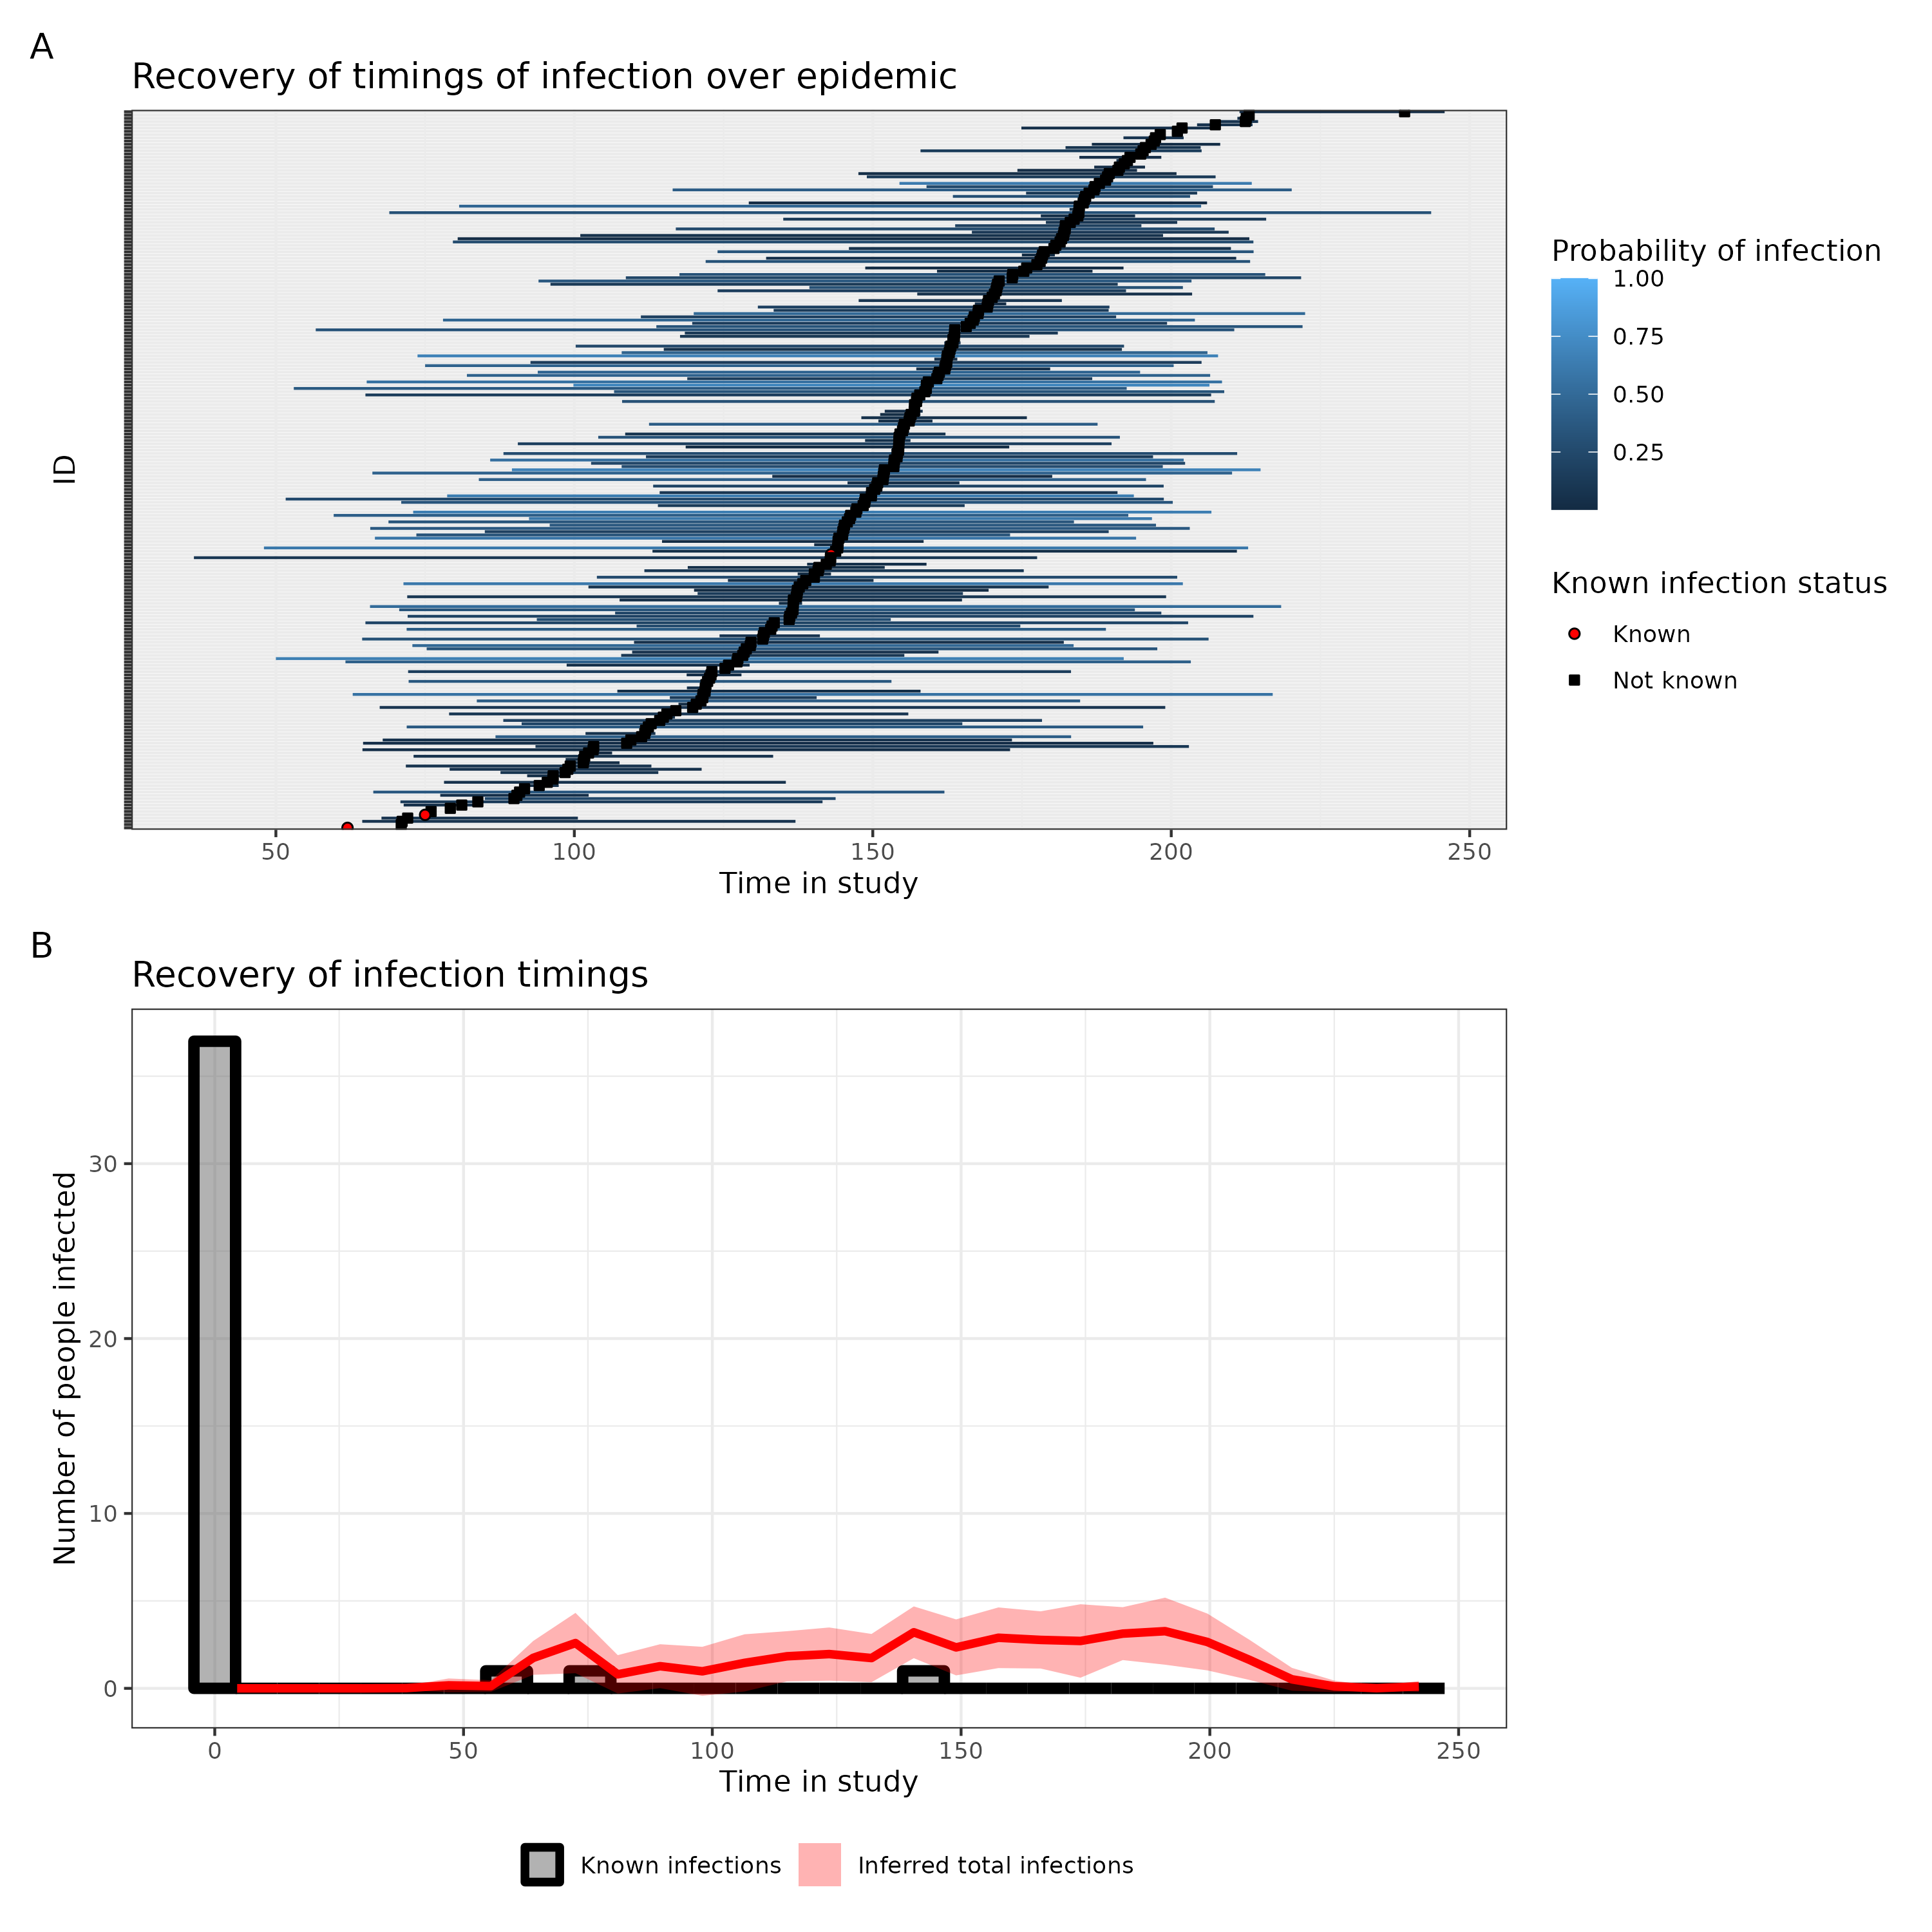 A
Recovery of timings of infection over epidemic
ID
50 100 150 200 250
Time in study
Probability of infection
1.00
0.75
0.50
0.25
Known infection status
Known
Not known
B
Recovery of infection timings
Number of people infected
30
20
10
0
0 50 100 150 200 250
Time in study
Known infections Inferred total infections